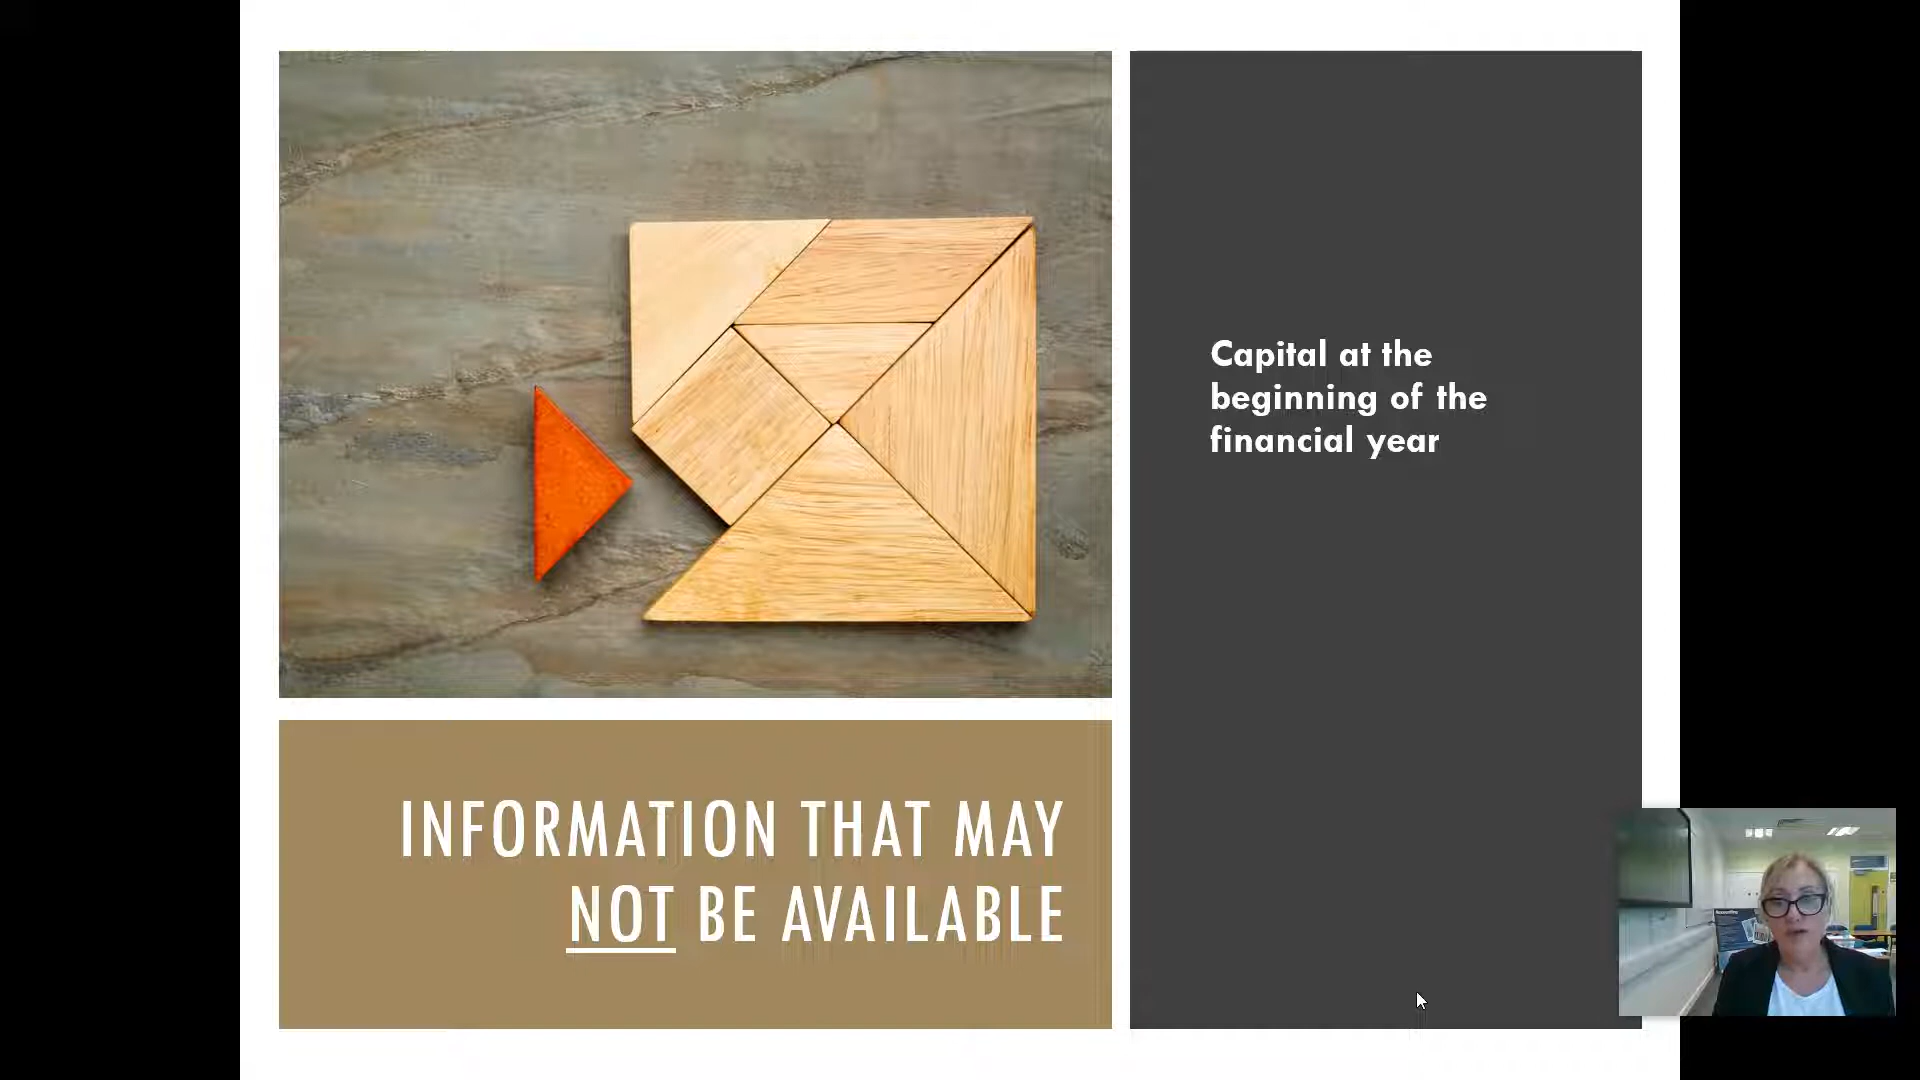 Capital at the
beginning of the
financial year
INFORMATION THAT MAY
NOT BE AVAILABLE